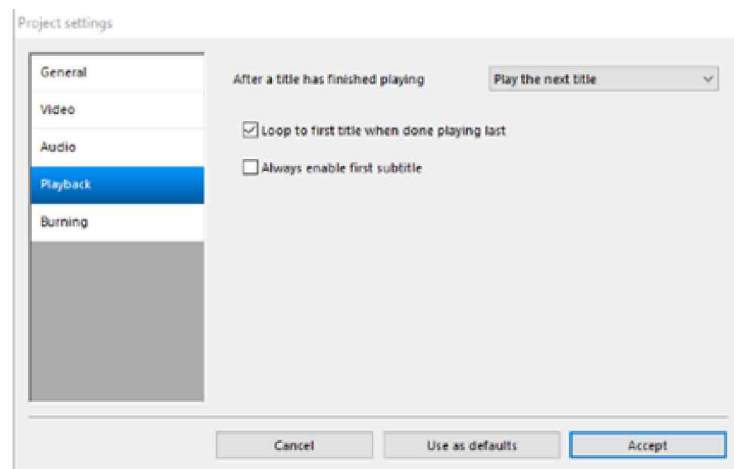 Project settings
General
Video
Audio
Playback
Burning
After a title has finished playing
Play the next title
Loop to first title when done playing last
Always enable first subtitle
Cancel
Use as defaults
Accept